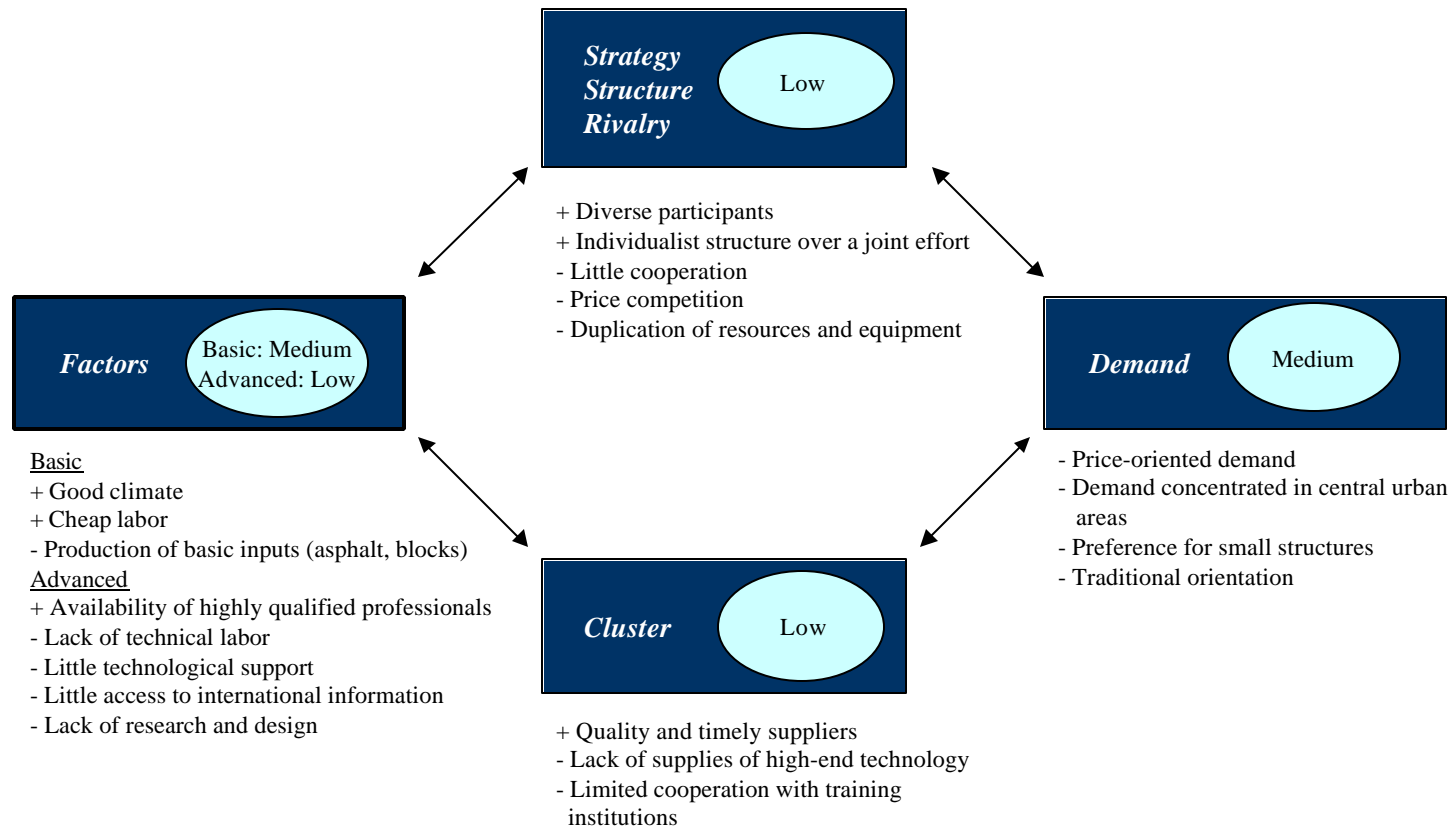 Strategy
Structure
Rivalry
Low
+ Diverse participants
+ Individualist structure over a joint effort
- Little cooperation
- Price competition
- Duplication of resources and equipment
Factors
Basic: Medium
Advanced: Low
Basic
+ Good climate
+ Cheap labor
- Production of basic inputs (asphalt, blocks)
Advanced
+ Availability of highly qualified professionals
- Lack of technical labor
- Little technological support
- Little access to international information
- Lack of research and design
Demand
Medium
- Price-oriented demand
- Demand concentrated in central urban
areas
- Preference for small structures
- Traditional orientation
Cluster
Low
+ Quality and timely suppliers
- Lack of supplies of high-end technology
- Limited cooperation with training
institutions